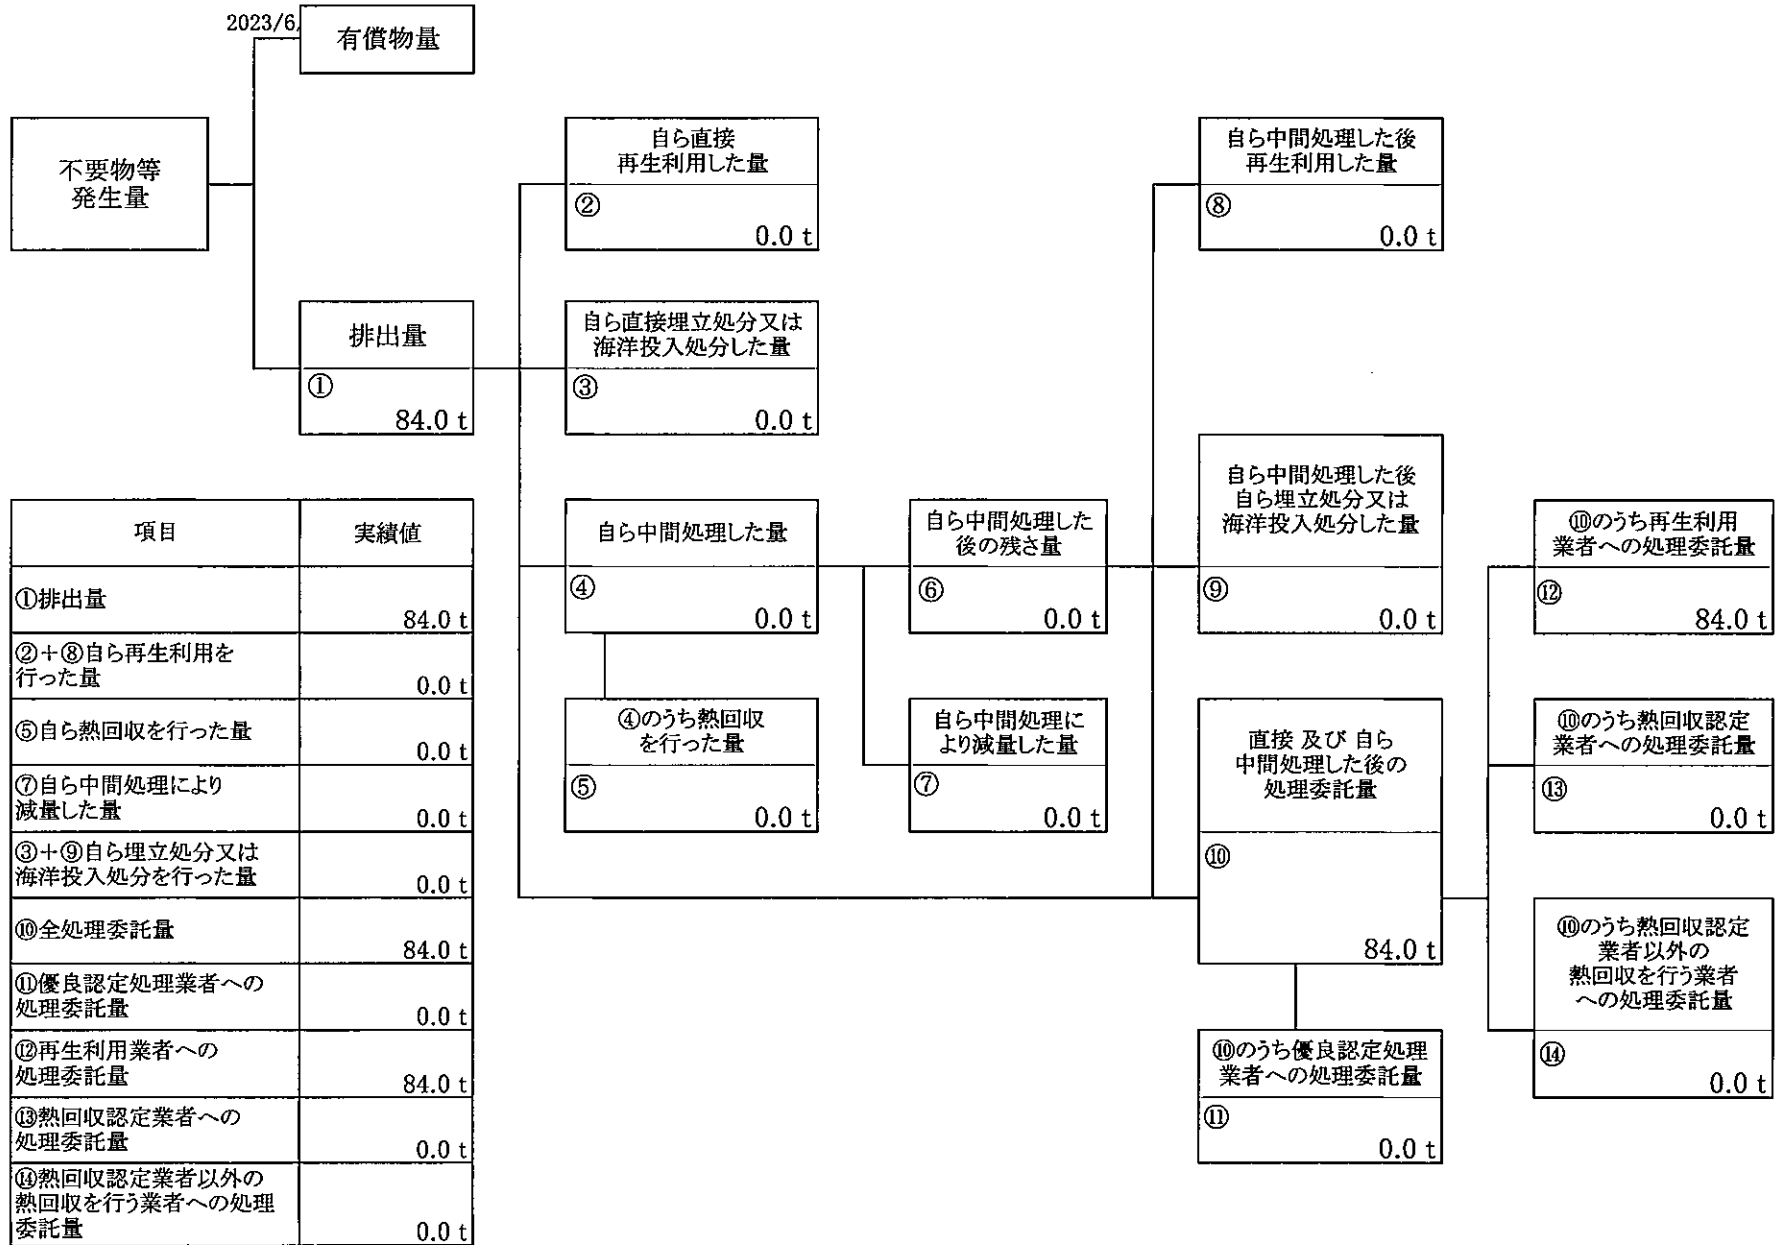 2023/6
有償物量
不要物等
発生量
自ら直接
再生利用した量
②
0.0 t
自ら中間処理した後
再生利用した量
⑧
0.0 t
排出量
①
84.0 t
自ら直接埋立処分又は
海洋投入処分した量
③
0.0 t
自ら中間処理した量
④
0.0 t
自ら中間処理した
後の残さ量
⑥
0.0 t
自ら中間処理した後
自ら埋立処分又は
海洋投入処分した量
⑨
0.0 t
⑩のうち再生利用
業者への処理委託量
⑫
84.0 t
④のうち熱回収
を行った量
⑤
0.0 t
自ら中間処理に
より減量した量
⑦
0.0 t
直接 及び 自ら
中間処理した後の
処理委託量
⑩
84.0 t
⑩のうち熱回収認定
業者への処理委託量
⑬
0.0 t
⑩のうち熱回収認定
業者以外の
熱回収を行う業者
への処理委託量
⑭
0.0 t
⑩のうち優良認定処理
業者への処理委託量
⑪
0.0 t
項目 実績値
①排出量
84.0 t
②+⑧自ら再生利用を
行った量
0.0 t
⑤自ら熱回収を行った量
0.0 t
⑦自ら中間処理により
減量した量
0.0 t
③+⑨自ら埋立処分又は
海洋投入処分を行った量
0.0 t
⑩全処理委託量
84.0 t
⑪優良認定処理業者への
処理委託量
0.0 t
⑫再生利用業者への
処理委託量
84.0 t
⑬熱回収認定業者への
処理委託量
0.0 t
⑭熱回収認定業者以外の
熱回収を行う業者への処理
委託量
0.0 t